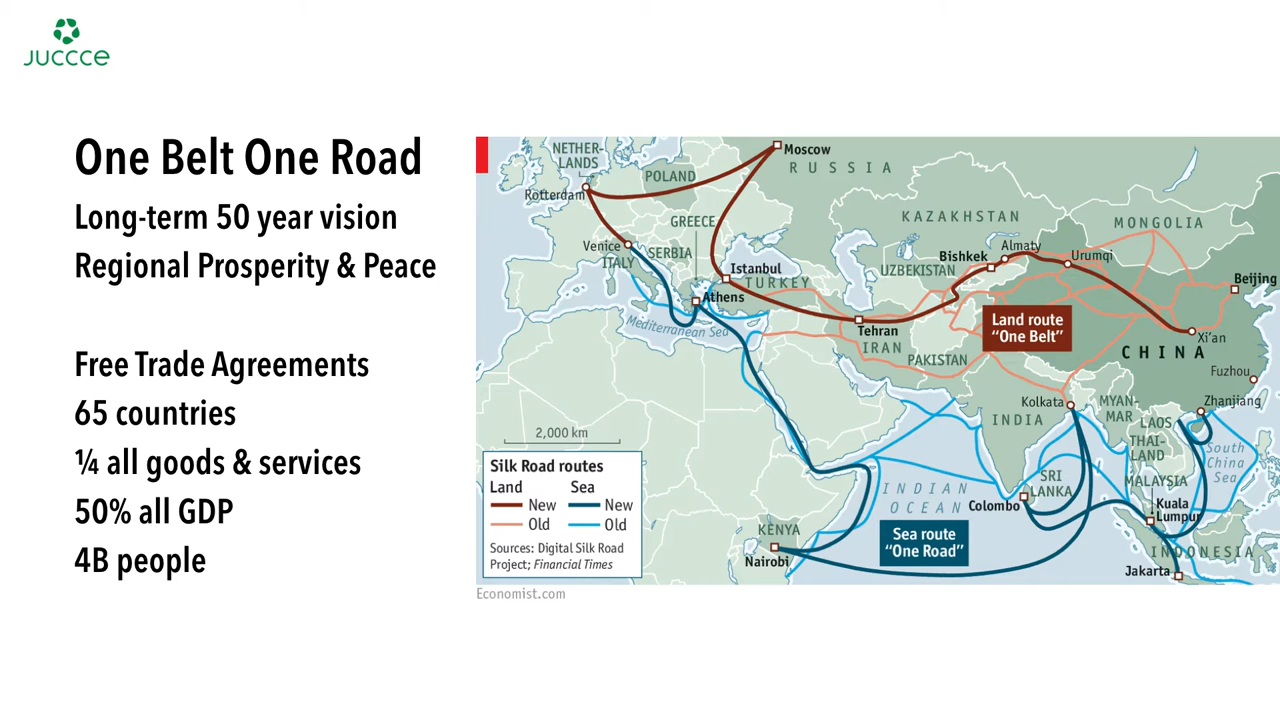 JUCCCE
One Belt One Road
Long-term 50 year vision
Regional Prosperity & Peace
Free Trade Agreements
65 countries
¼ all goods & services
50% all GDP
4B people
NETHER-
LANDS
Rotterdam
POLAND
Moscow
RUSSIA
GREECE
Venice
ITALY
SERBIA
Istanbul
TURKEY
Athens
Mediterranean Sea
KAZAKHSTAN
MONGOLIA
Bishkek
Almaty
Urumqi
UZBEKISTAN
Beijing
Tehran
IRAN
Land route
“One Belt”
Xi’an
CHINA
PAKISTAN
Fuzhou
Kolkata
MYAN-
MAR
Zhanjiang
INDIA
LAOS
THAI-
LAND
South
China
Sea
SRI
LANKA
MALAYSIA
INDIAN
OCEAN
Colombo
Kuala
Lumpur
Sea route
“One Road”
INDONESIA
KENYA
Nairobi
Jakarta
2,000 km
Silk Road routes
Land Sea
New New
Old Old
Sources: Digital Silk Road
Project; Financial Times
Economist.com